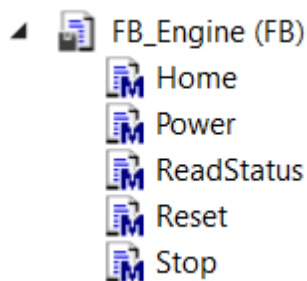 FB_Engine (FB)
Home
Power
ReadStatus
Reset
Stop